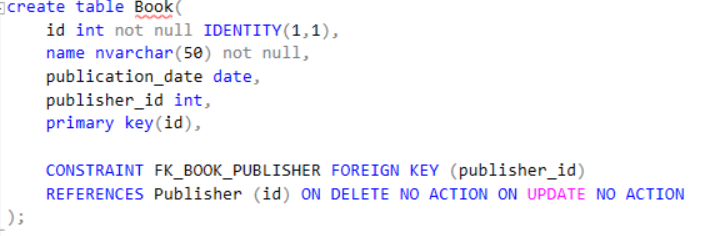 create table Book(
id int not null IDENTITY(1,1),
name nvarchar(50) not null,
publication_date date,
publisher_id int,
primary key(id),
CONSTRAINT FK_BOOK_PUBLISHER FOREIGN KEY (publisher_id)
REFERENCES Publisher (id) ON DELETE NO ACTION ON UPDATE NO ACTION
);